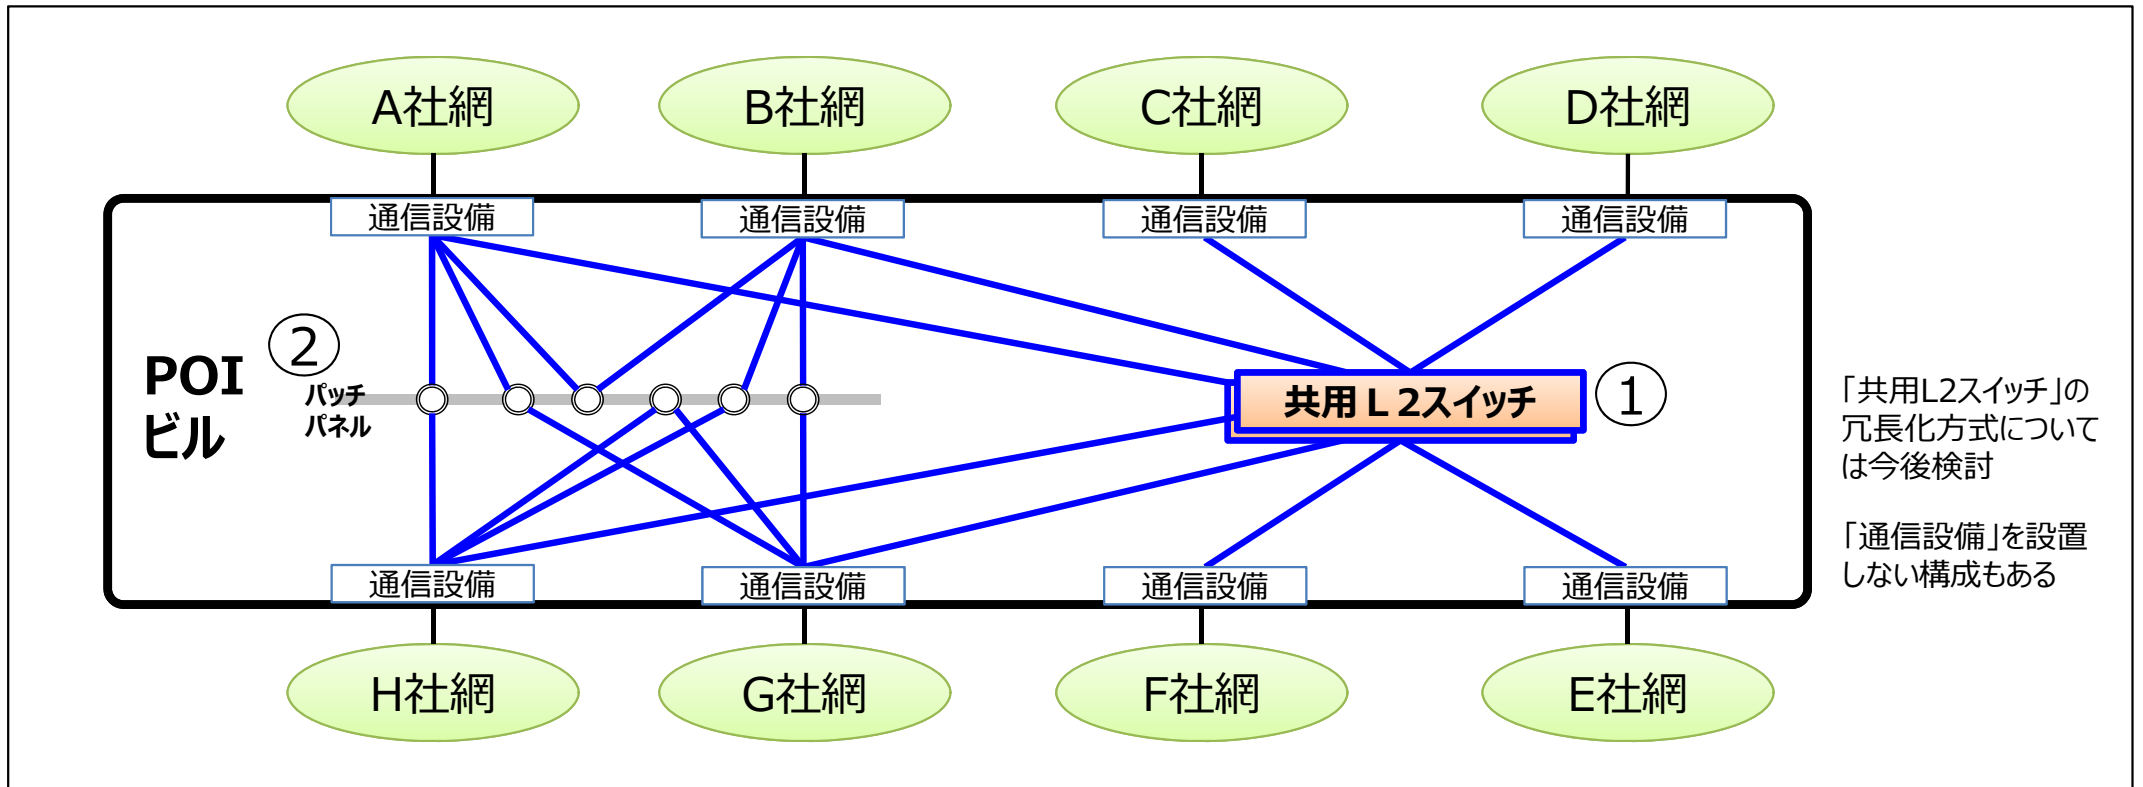 A社網
B社網
C社網
D社網
通信設備
通信設備
通信設備
通信設備
②
POI
ビル
パッチ
パネル
共用L2スイッチ
①
「共用L2スイッチ」の
冗長化方式について
は今後検討
「通信設備」を設置
しない構成もある
通信設備
通信設備
通信設備
通信設備
H社網
G社網
F社網
E社網